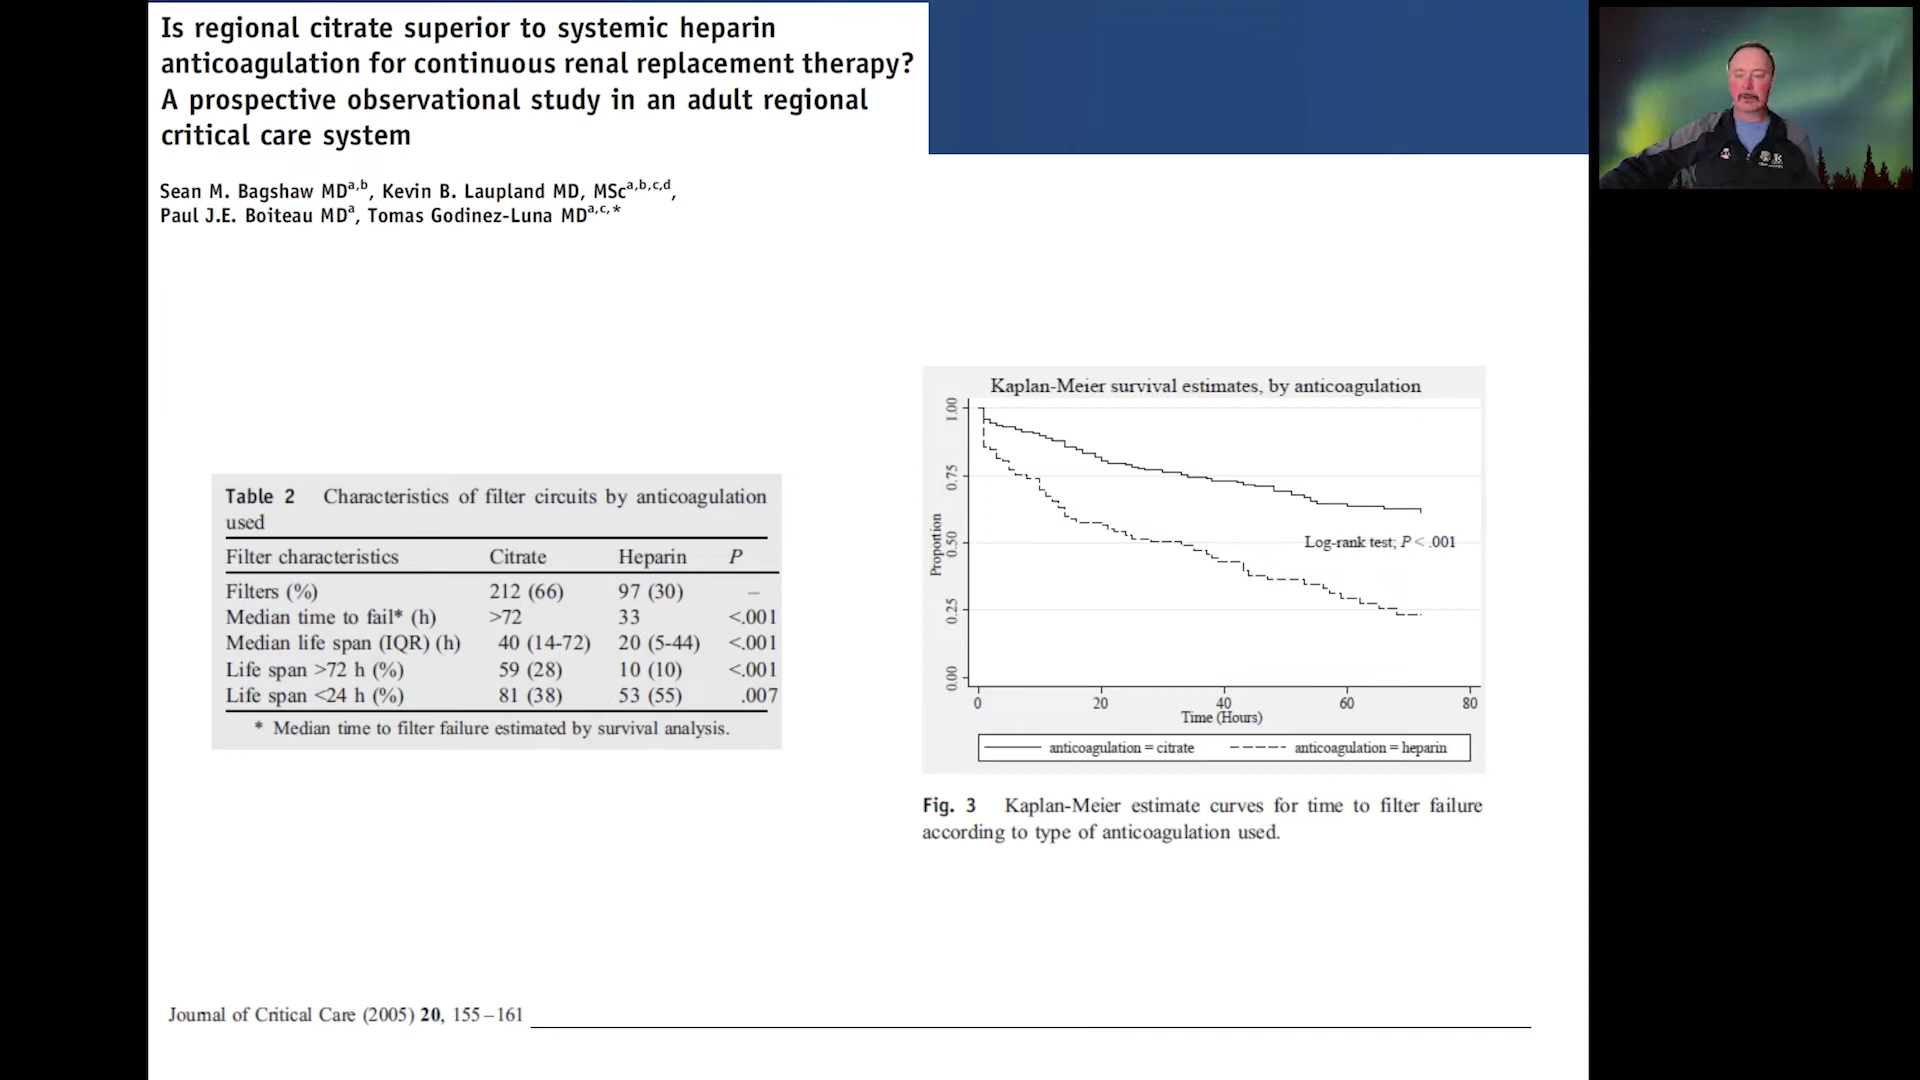 Is regional citrate superior to systemic heparin
anticoagulation for continuous renal replacement therapy?
A prospective observational study in an adult regional
critical care system
Sean M. Bagshaw MDa,b, Kevin B. Laupland MD, MSca,b,c,d,
Paul J.E. Boiteau MDa, Tomas Godinez-Luna MDa,c,*
Table 2 Characteristics of filter circuits by anticoagulation
used
Filter characteristics Citrate Heparin P
Filters (%) 212 (66) 97 (30) –
Median time to fail* (h) >72 33 <.001
Median life span (IQR) (h) 40 (14-72) 20 (5-44) <.001
Life span >72 h (%) 59 (28) 10 (10) <.001
Life span <24 h (%) 81 (38) 53 (55) .007
* Median time to filter failure estimated by survival analysis.
Kaplan-Meier survival estimates, by anticoagulation
1.00
0.75
0.50
0.25
0.00
Proportion
Log-rank test; P < .001
0 20 40 60 80
Time (Hours)
anticoagulation = citrate anticoagulation = heparin
Fig. 3 Kaplan-Meier estimate curves for time to filter failure
according to type of anticoagulation used.
Journal of Critical Care (2005) 20, 155–161